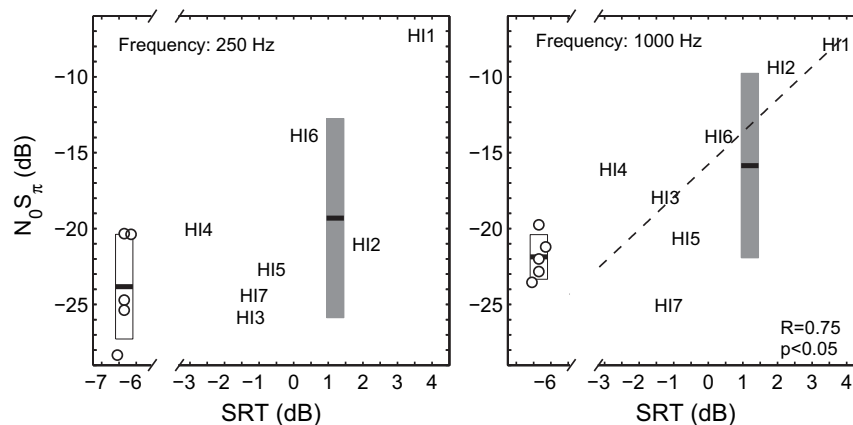 Frequency: 250 Hz
HI1
HI6
HI4
HI2
HI5
HI7
HI3
−10
−15
−20
−25
N0Sπ (dB)
−7 −6 −2 −1 0 1 2 3 4
SRT (dB)
Frequency: 1000 Hz
HI1
HI2
HI6
HI4
HI3
HI5
HI7
R=0.75
p<0.05
−10
−15
−20
−25
−6 −3 −2 −1 0 1 2 3 4
SRT (dB)